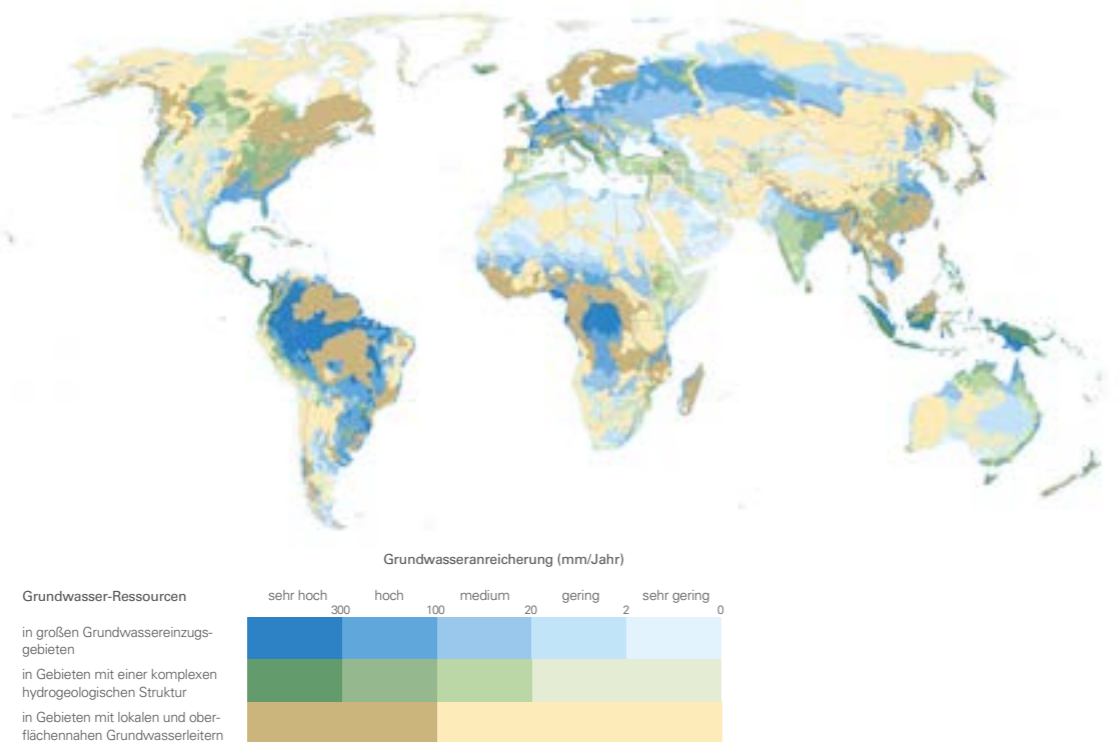 Grundwasseranreicherung (mm/Jahr)
Grundwasser-Ressourcen
sehr hoch hoch medium gering sehr gering
300 100 20 2 0
in großen Grundwassereinzugs-
gebieten
in Gebieten mit einer komplexen
hydrogeologischen Struktur
in Gebieten mit lokalen und ober-
flächennahen Grundwasserleitern